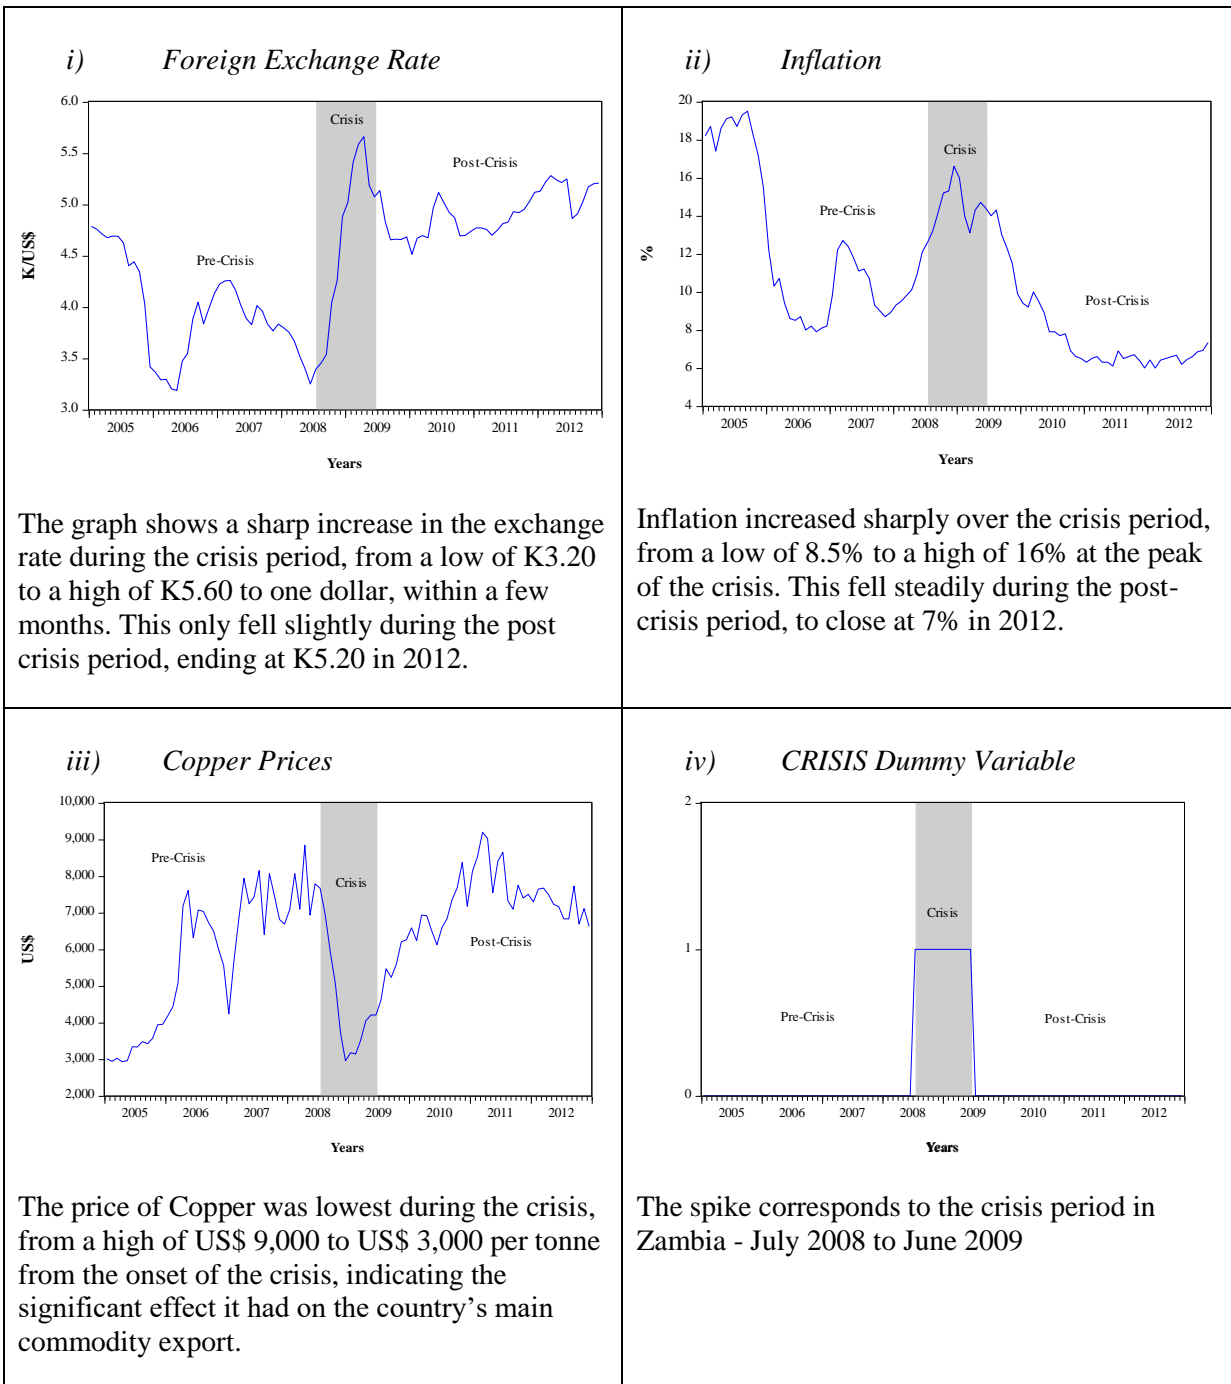 i) Foreign Exchange Rate
6.0
5.5
5.0
4.5
4.0
3.5
3.0
K/US$
Crisis
Pre-Crisis
Post-Crisis
2005 2006 2007 2008 2009 2010 2011 2012
Years
The graph shows a sharp increase in the exchange
rate during the crisis period, from a low of K3.20
to a high of K5.60 to one dollar, within a few
months. This only fell slightly during the post
crisis period, ending at K5.20 in 2012.
ii) Inflation
20
18
16
14
12
10
8
6
4
%
Crisis
Pre-Crisis
Post-Crisis
2005 2006 2007 2008 2009 2010 2011 2012
Years
Inflation increased sharply over the crisis period,
from a low of 8.5% to a high of 16% at the peak
of the crisis. This fell steadily during the post-
crisis period, to close at 7% in 2012.
iii) Copper Prices
10,000
9,000
8,000
7,000
6,000
5,000
4,000
3,000
2,000
US$
Pre-Crisis
Crisis
Post-Crisis
2005 2006 2007 2008 2009 2010 2011 2012
Years
The price of Copper was lowest during the crisis,
from a high of US$ 9,000 to US$ 3,000 per tonne
from the onset of the crisis, indicating the
significant effect it had on the country’s main
commodity export.
iv) CRISIS Dummy Variable
2
1
0
Crisis
Pre-Crisis
Post-Crisis
2005 2006 2007 2008 2009 2010 2011 2012
Years
The spike corresponds to the crisis period in
Zambia - July 2008 to June 2009